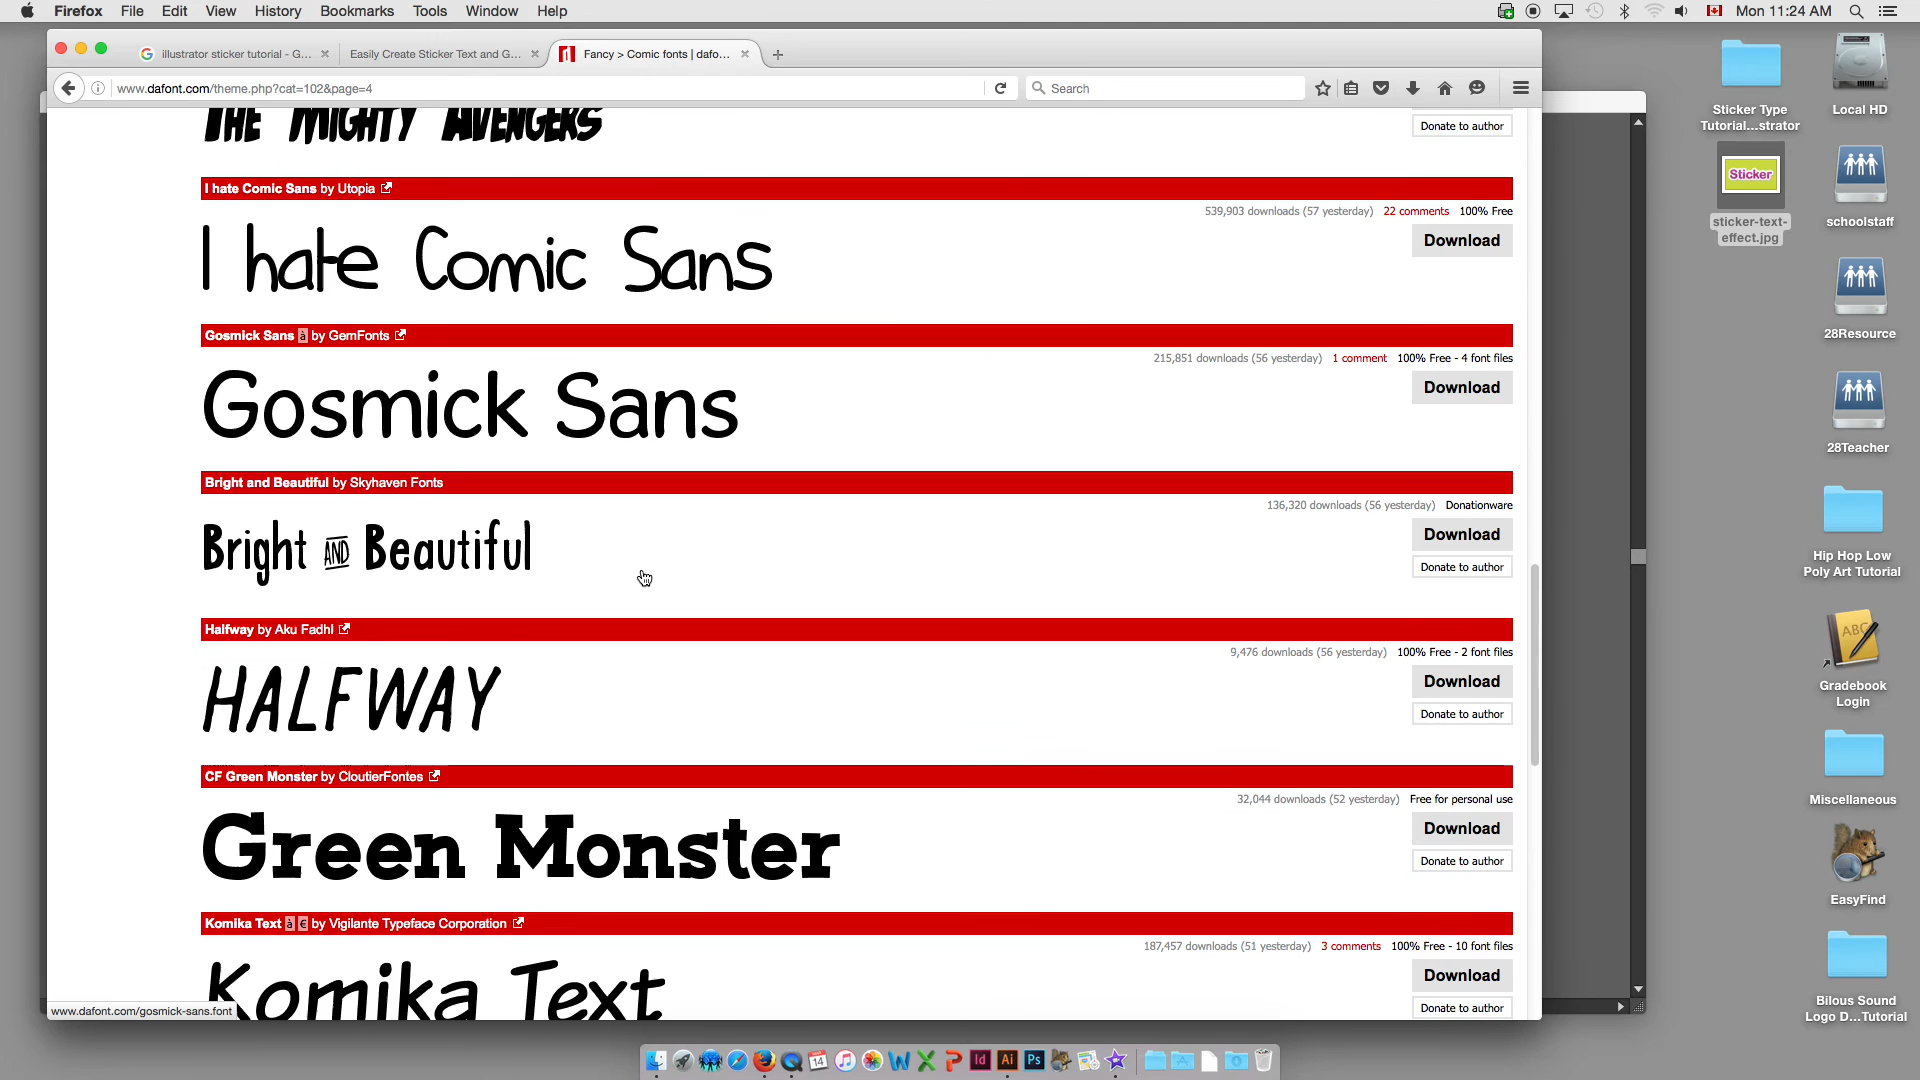 Firefox File Edit View History Bookmarks Tools Window Help
Mon 11:24 AM
illustrator sticker tutorial - G...
Easily Create Sticker Text and G...
Fancy > Comic fonts | dafo...
www.dafont.com/theme.php?cat=102&page=4
Search
The Mighty Avengers
Donate to author
I hate Comic Sans by Utopia
539,903 downloads (57 yesterday) 22 comments 100% Free
I hate Comic Sans
Download
Gosmick Sans à by GemFonts
215,851 downloads (56 yesterday) 1 comment 100% Free - 4 font files
Gosmick Sans
Download
Bright and Beautiful by Skyhaven Fonts
136,320 downloads (56 yesterday) Donationware
Bright AND Beautiful
Download
Donate to author
Halfway by Aku Fadhl
9,476 downloads (56 yesterday) 100% Free - 2 font files
HALFWAY
Download
Donate to author
CF Green Monster by CloutierFontes
32,044 downloads (52 yesterday) Free for personal use
Green Monster
Download
Donate to author
Komika Text à € by Vigilante Typeface Corporation
187,457 downloads (51 yesterday) 3 comments 100% Free - 10 font files
Komika Text
Download
Donate to author
www.dafont.com/gosmick-sans.font
Sticker Type
Tutorial...strator
Sticker
sticker-text-
effect.jpg
Local HD
schoolstaff
28Resource
28Teacher
Hip Hop Low
Poly Art Tutorial
ABC
Gradebook
Login
Miscellaneous
EasyFind
Bilous Sound
Logo D...Tutorial
14
Id
Ai
Ps